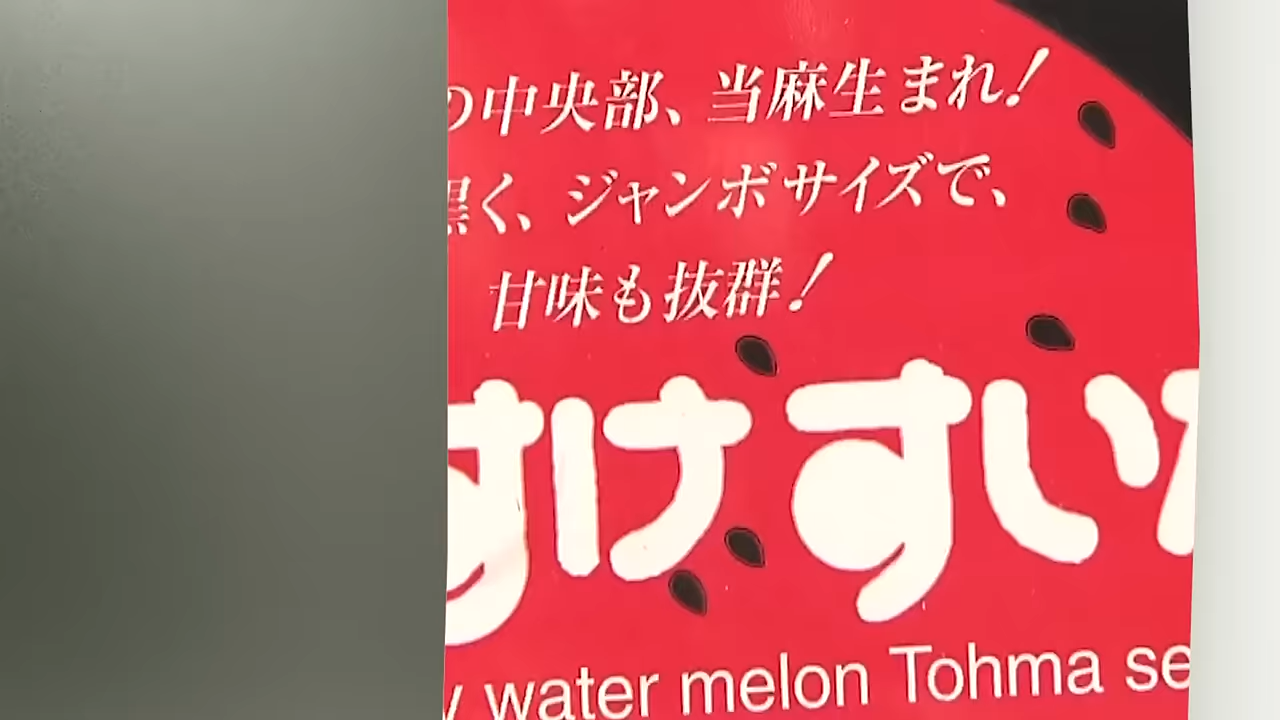 の中央部、当麻生まれ!
黒く、ジャンボサイズで、
甘味も抜群!
すけすい
y water melon Tohma se